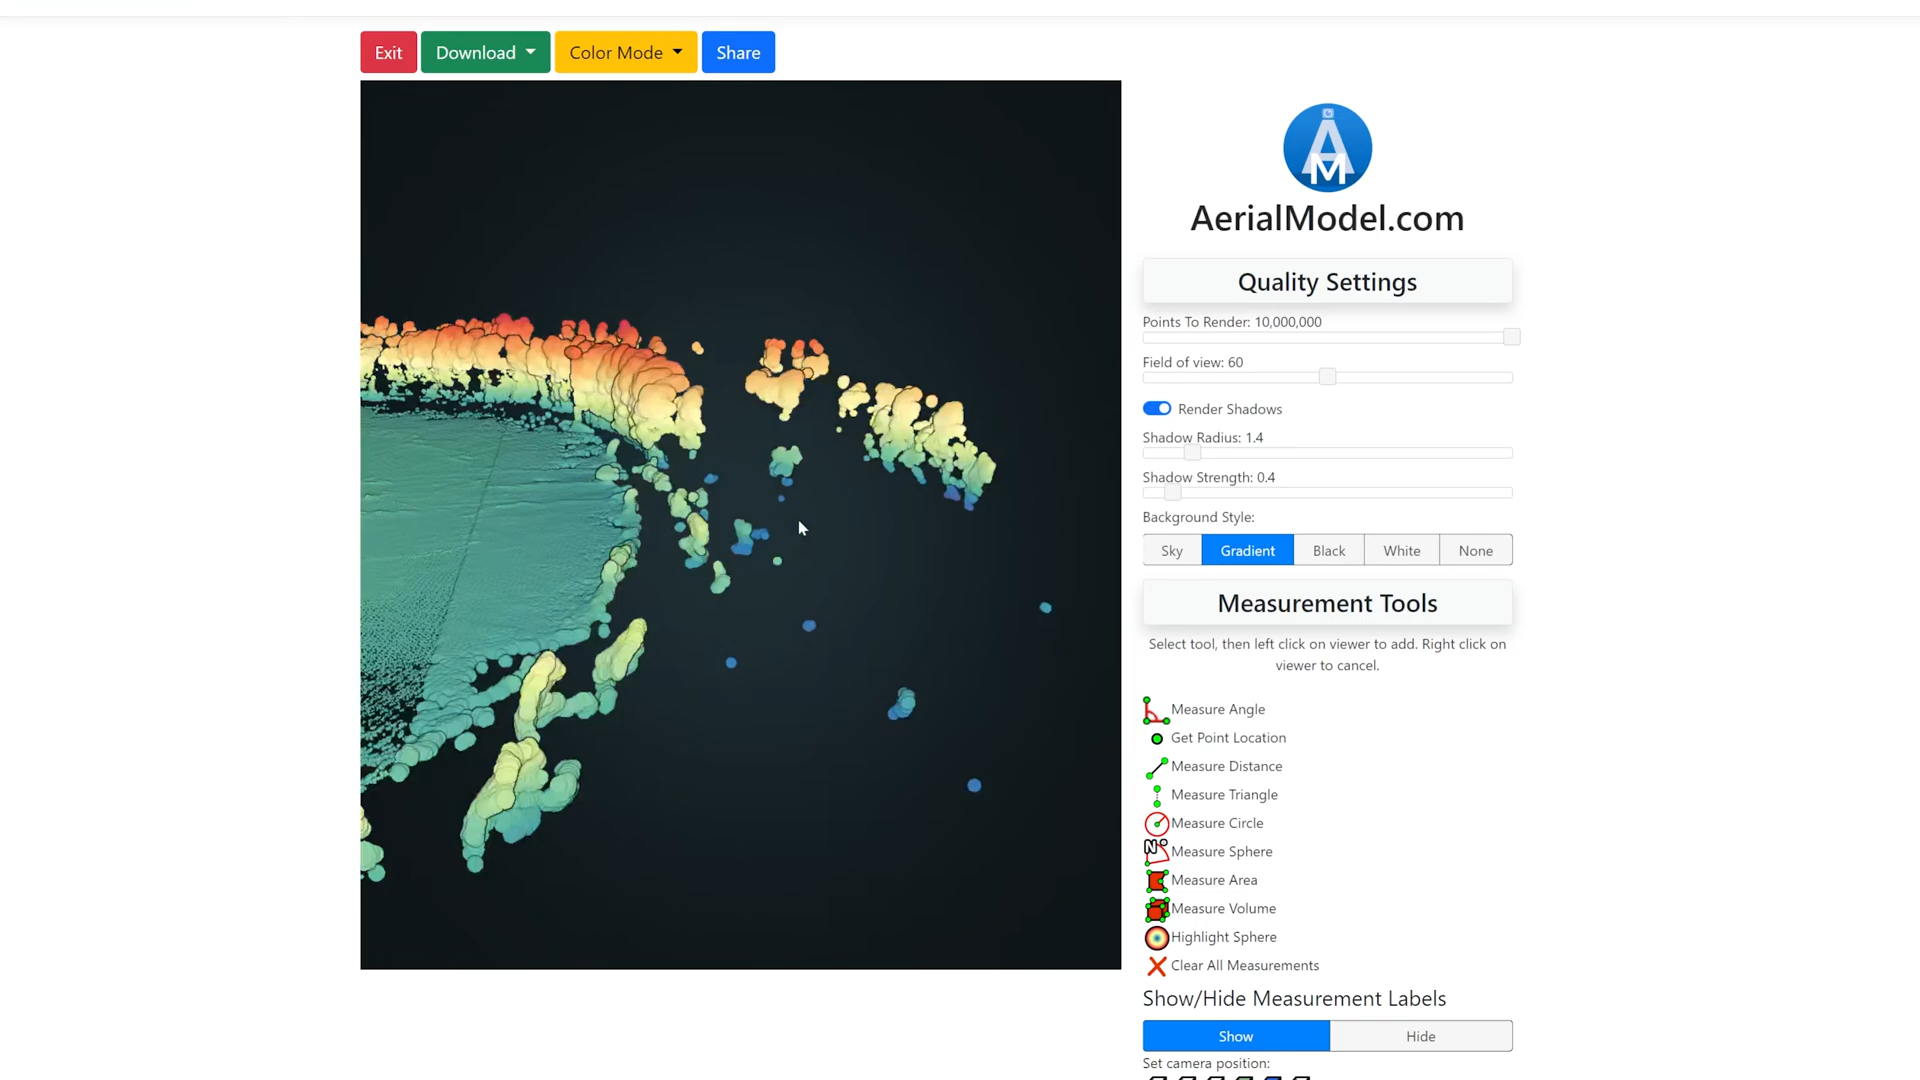 Exit
Download
Color Mode
Share
AM
AerialModel.com
Quality Settings
Points To Render: 10,000,000
Field of view: 60
Render Shadows
Shadow Radius: 1.4
Shadow Strength: 0.4
Background Style:
Sky
Gradient
Black
White
None
Measurement Tools
Select tool, then left click on viewer to add. Right click on
viewer to cancel.
Measure Angle
Get Point Location
Measure Distance
Measure Triangle
Measure Circle
N° Measure Sphere
Measure Area
Measure Volume
Highlight Sphere
Clear All Measurements
Show/Hide Measurement Labels
Show
Hide
Set camera position: